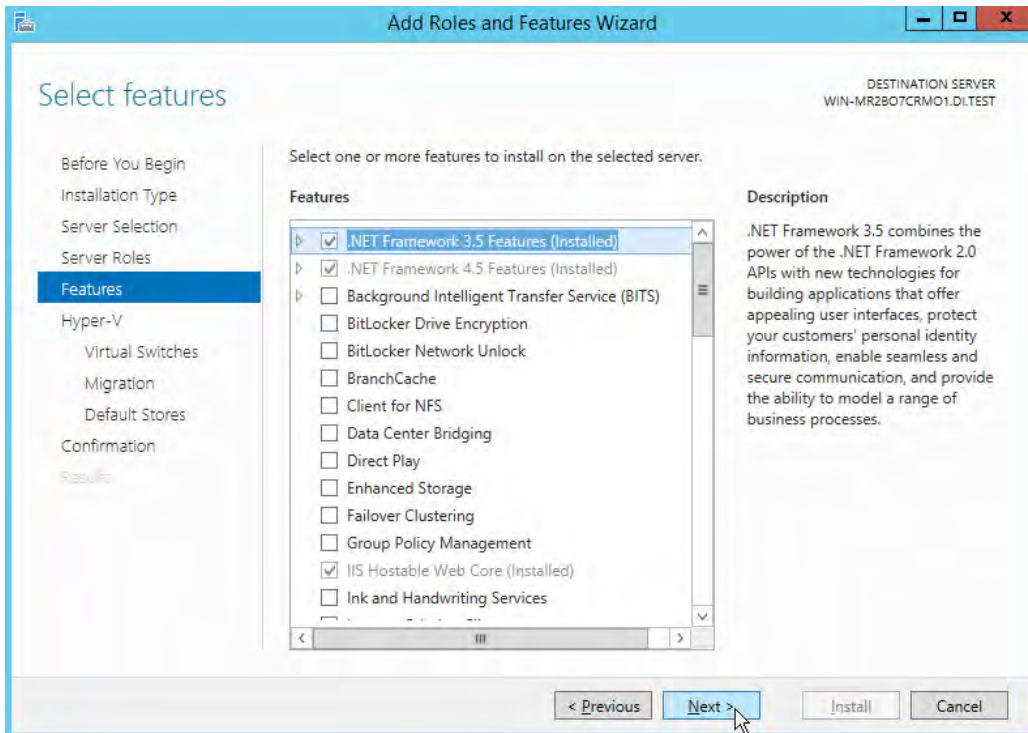 Add Roles and Features Wizard
Select features
DESTINATION SERVER
WIN-MR2BO7CRMO1.DI.TEST
Before You Begin
Installation Type
Server Selection
Server Roles
Features
Hyper-V
Virtual Switches
Migration
Default Stores
Confirmation
Results
Select one or more features to install on the selected server.
Features
.NET Framework 3.5 Features (Installed)
.NET Framework 4.5 Features (Installed)
Background Intelligent Transfer Service (BITS)
BitLocker Drive Encryption
BitLocker Network Unlock
BranchCache
Client for NFS
Data Center Bridging
Direct Play
Enhanced Storage
Failover Clustering
Group Policy Management
IIS Hostable Web Core (Installed)
Ink and Handwriting Services
Description
.NET Framework 3.5 combines the
power of the .NET Framework 2.0
APIs with new technologies for
building applications that offer
appealing user interfaces, protect
your customers' personal identity
information, enable seamless and
secure communication, and provide
the ability to model a range of
business processes.
< Previous
Next >
Install
Cancel